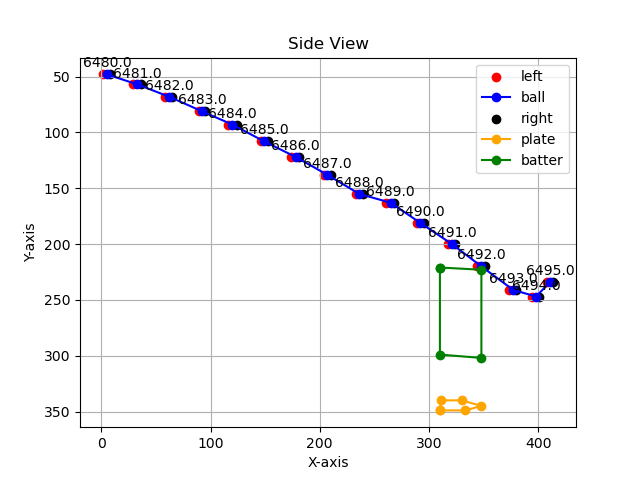 Side View
6480.0
6481.0
6482.0
6483.0
6484.0
6485.0
6486.0
6487.0
6488.0
6489.0
6490.0
6491.0
6492.0
6493.0
6494.0
6495.0
left
ball
right
plate
batter
Y-axis
50
100
150
200
250
300
350
0 100 200 300 400
X-axis